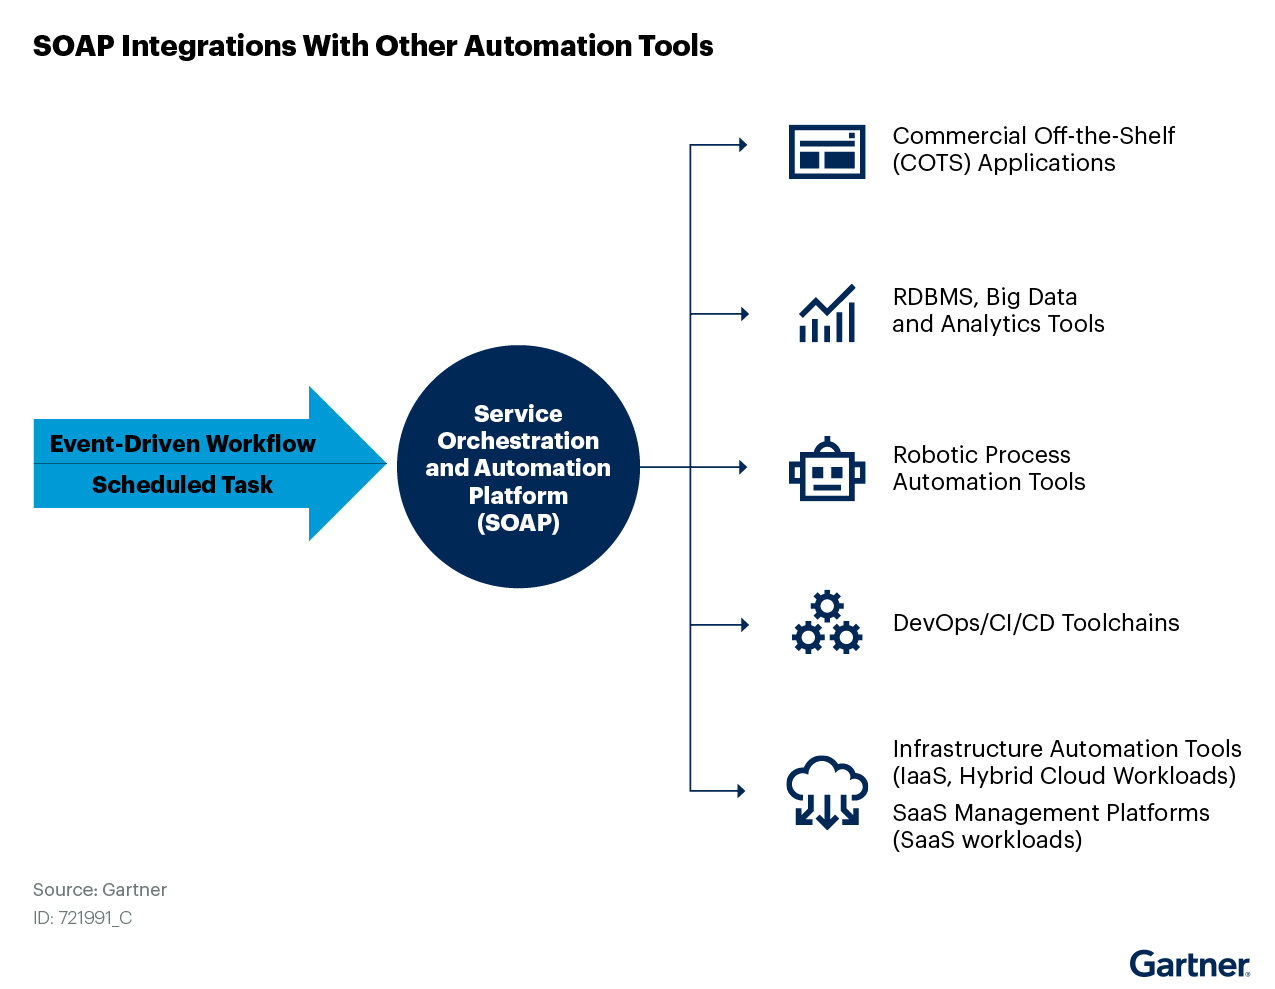 SOAP Integrations With Other Automation Tools
Commercial Off-the-Shelf
(COTS) Applications
RDBMS, Big Data
and Analytics Tools
Event-Driven Workflow
Scheduled Task
Service
Orchestration
and Automation
Platform
(SOAP)
Robotic Process
Automation Tools
DevOps/CI/CD Toolchains
Infrastructure Automation Tools
(IaaS, Hybrid Cloud Workloads)
SaaS Management Platforms
(SaaS workloads)
Source: Gartner
ID: 721991_C
Gartner®